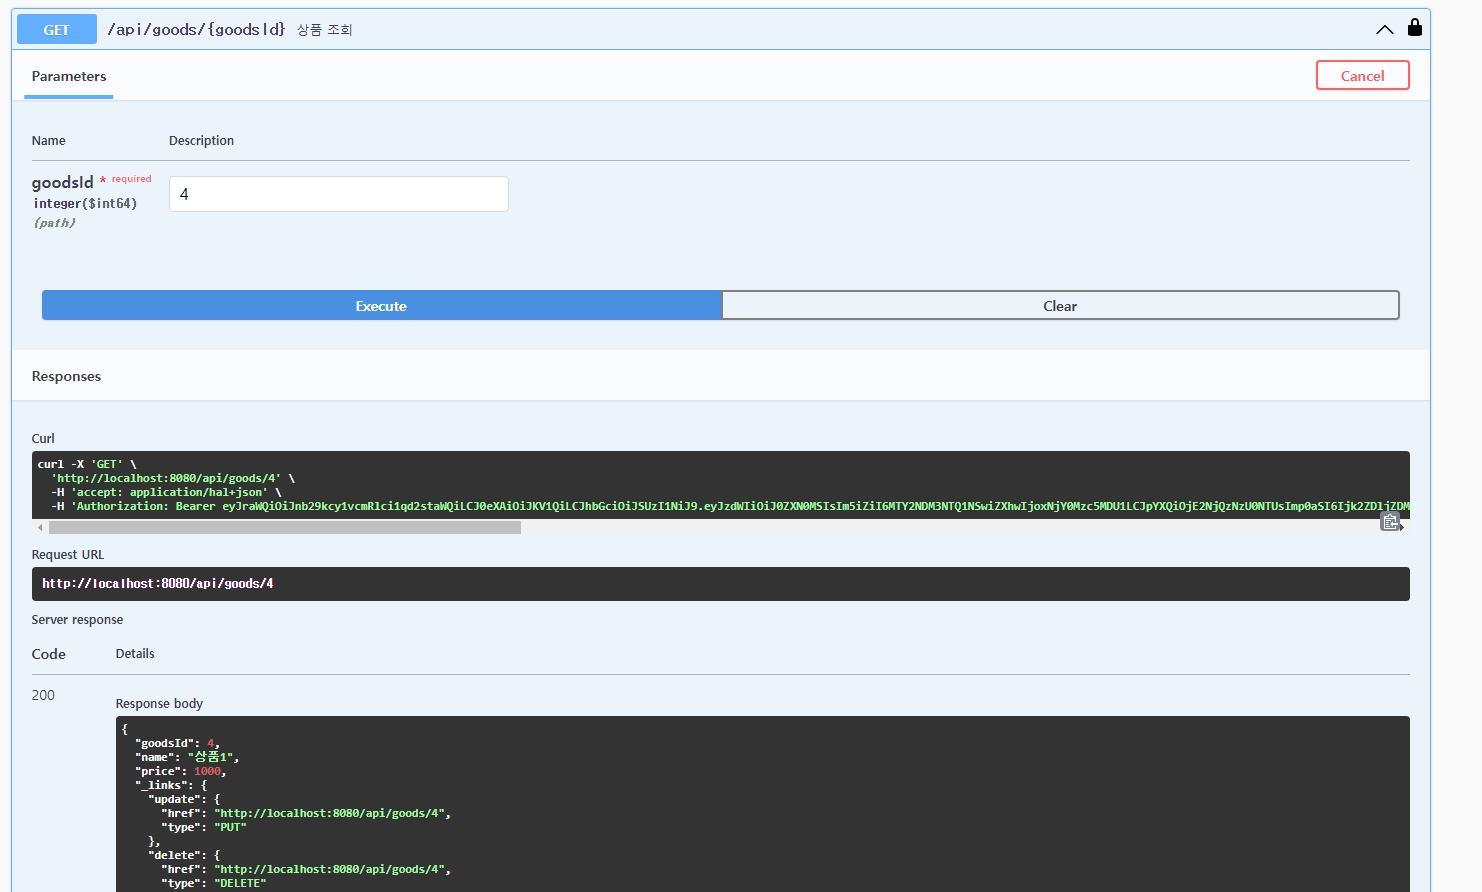 GET /api/goods/{goodsId} 상품 조회
Parameters
Cancel
Name Description
goodsId * required
integer($int64)
(path)
4
Execute Clear
Responses
Curl
curl -X 'GET' \
'http://localhost:8080/api/goods/4' \
-H 'accept: application/hal+json' \
-H 'Authorization: Bearer
Request URL
http://localhost:8080/api/goods/4
Server response
Code Details
200
Response body
{
"goodsId": 4,
"name": "상품1",
"price": 1000,
"_links": {
"update": {
"href": "http://localhost:8080/api/goods/4",
"type": "PUT"
},
"delete": {
"href": "http://localhost:8080/api/goods/4",
"type": "DELETE"